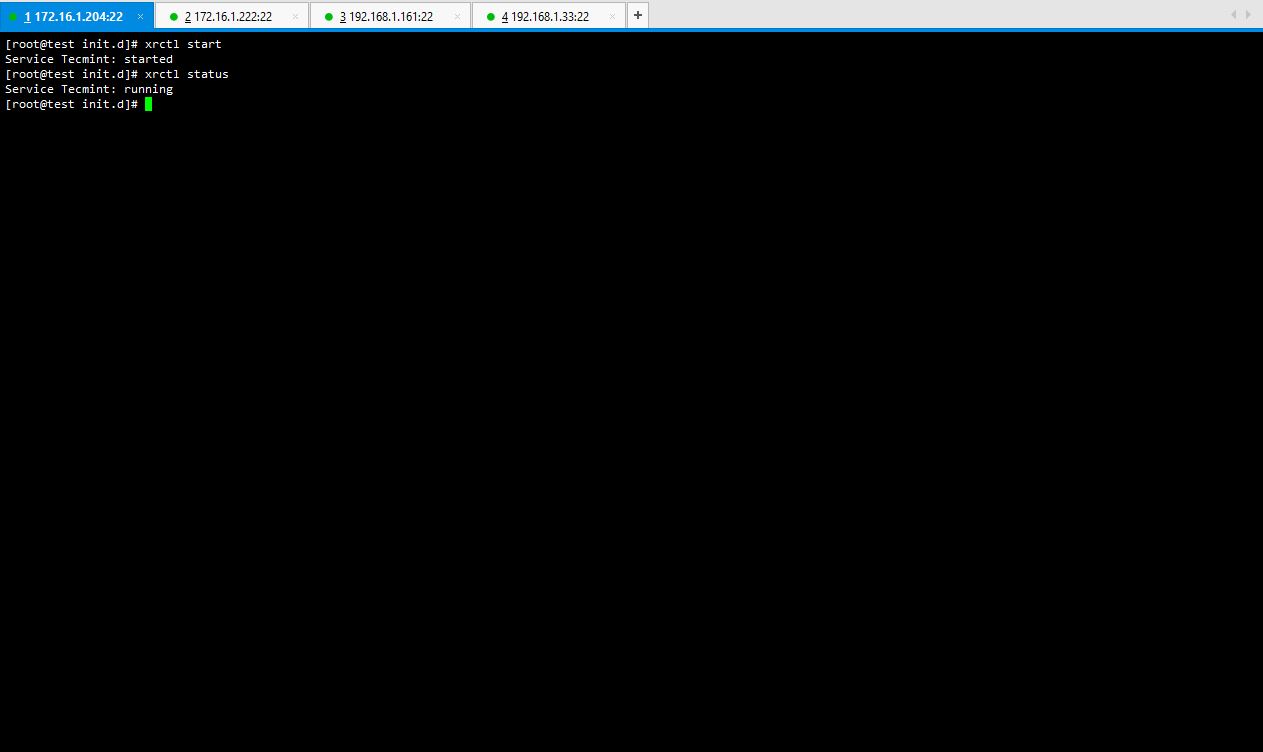 1 172.16.1.204:22 × 2 172.16.1.222:22 × 3 192.168.1.161:22 × 4 192.168.1.33:22 × +
[root@test init.d]# xrctl start
Service Tecmint: started
[root@test init.d]# xrctl status
Service Tecmint: running
[root@test init.d]#